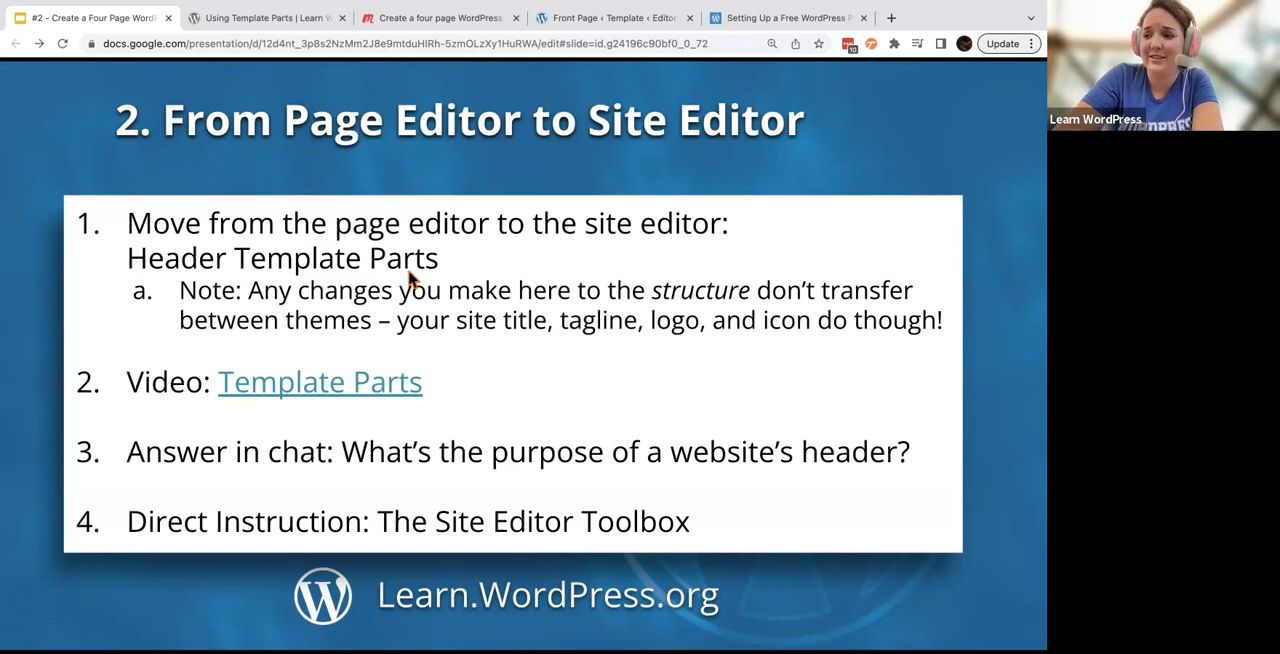 #2 - Create a Four Page WordP
Using Template Parts | Learn W
Create a four page WordPress
Front Page ‹ Template ‹ Editor
Setting Up a Free WordPress P
docs.google.com/presentation/d/12d4nt_3p8s2NzMm2J8e9mtduHIRh-5zmOLzXy1HuRWA/edit#slide=id.g24196c90bf0_0_72
10
Update
2. From Page Editor to Site Editor
1. Move from the page editor to the site editor:
Header Template Parts
a. Note: Any changes you make here to the structure don’t transfer
between themes – your site title, tagline, logo, and icon do though!
2. Video: Template Parts
3. Answer in chat: What’s the purpose of a website’s header?
4. Direct Instruction: The Site Editor Toolbox
Learn.WordPress.org
Learn WordPress